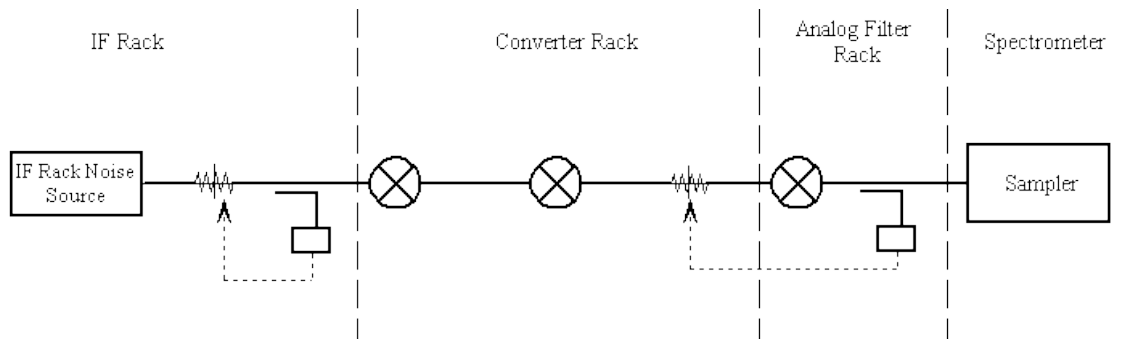 IF Rack
Converter Rack
Analog Filter
Rack
Spectrometer
IF Rack Noise
Source
Sampler